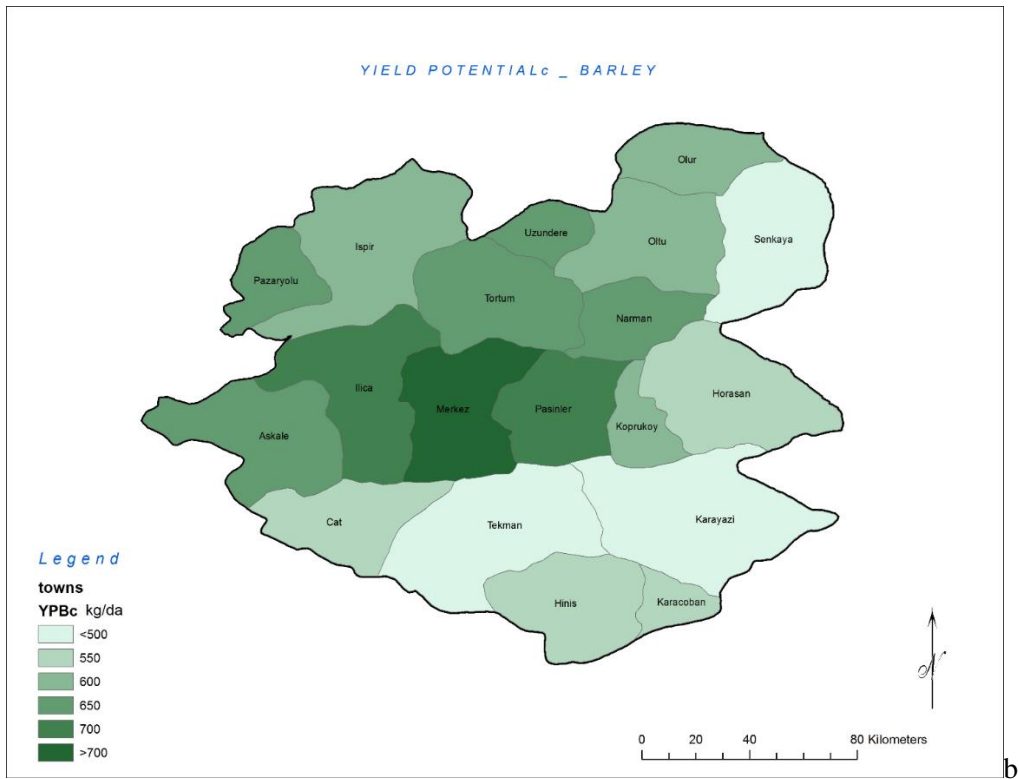 YIELD POTENTIALc _ BARLEY
Olur
Senkaya
Uzundere
Oltu
Ispir
Pazaryolu
Tortum
Narman
Ilica
Merkez
Pasinler
Horasan
Koprukoy
Askale
Cat
Tekman
Karayazi
Hinis
Karacoban
Legend
towns
YPBc kg/da
<500
550
600
650
700
>700
N
0 20 40 80 Kilometers
b